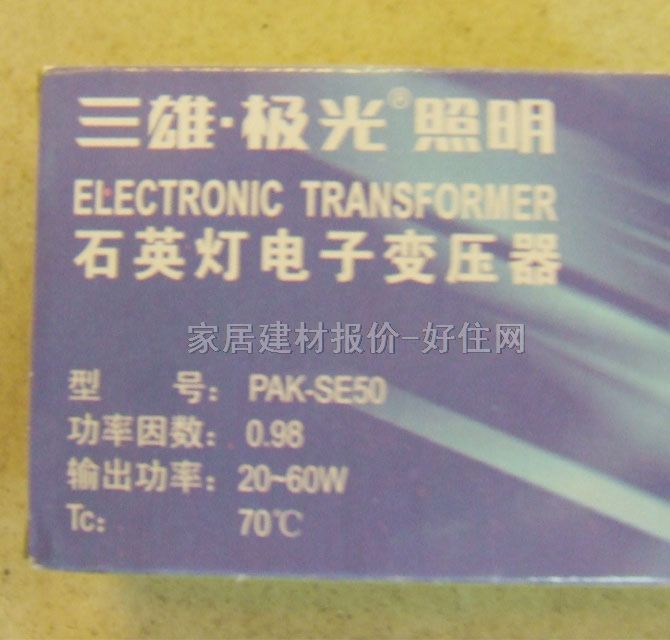 三雄·极光®照明
ELECTRONIC TRANSFORMER
石英灯电子变压器
家居建材报价-好住网
型 号: PAK-SE50
功率因数: 0.98
输出功率: 20~60W
Tc: 70℃